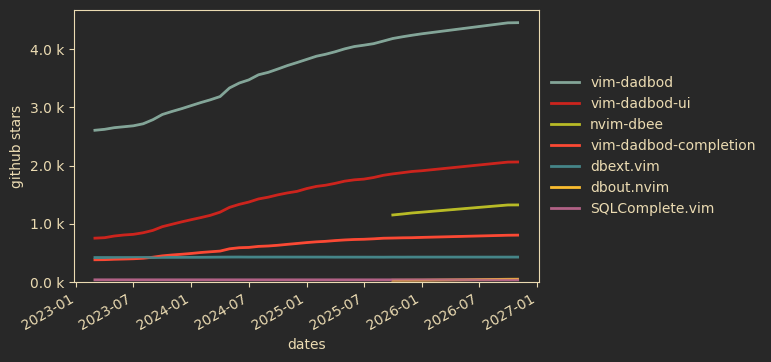 4.0 k
3.0 k
2.0 k
1.0 k
0.0 k
github stars
2023-01
2023-07
2024-01
2024-07
2025-01
2025-07
2026-01
2026-07
2027-01
dates
vim-dadbod
vim-dadbod-ui
nvim-dbee
vim-dadbod-completion
dbext.vim
dbout.nvim
SQLComplete.vim